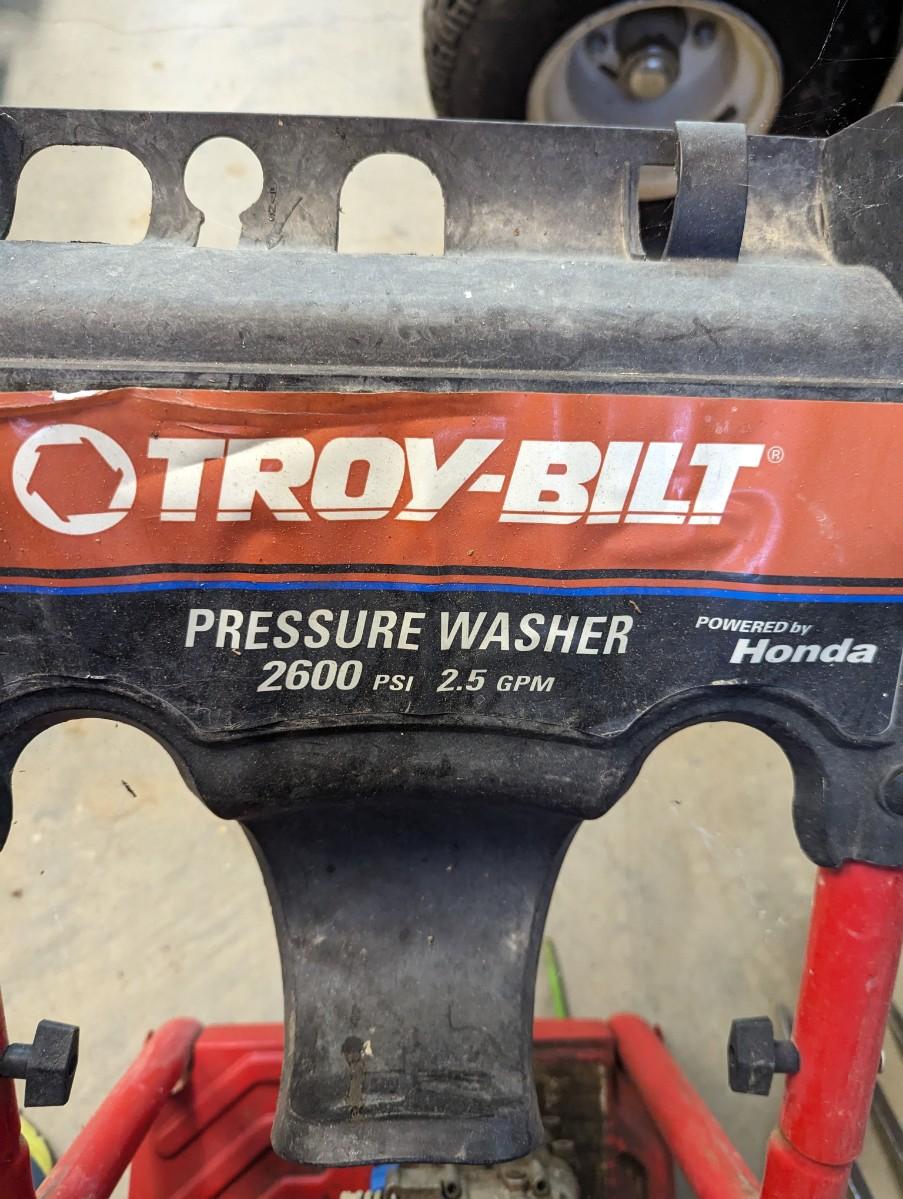 TROY-BILT®
PRESSURE WASHER
2600 PSI 2.5 GPM
POWERED by
Honda